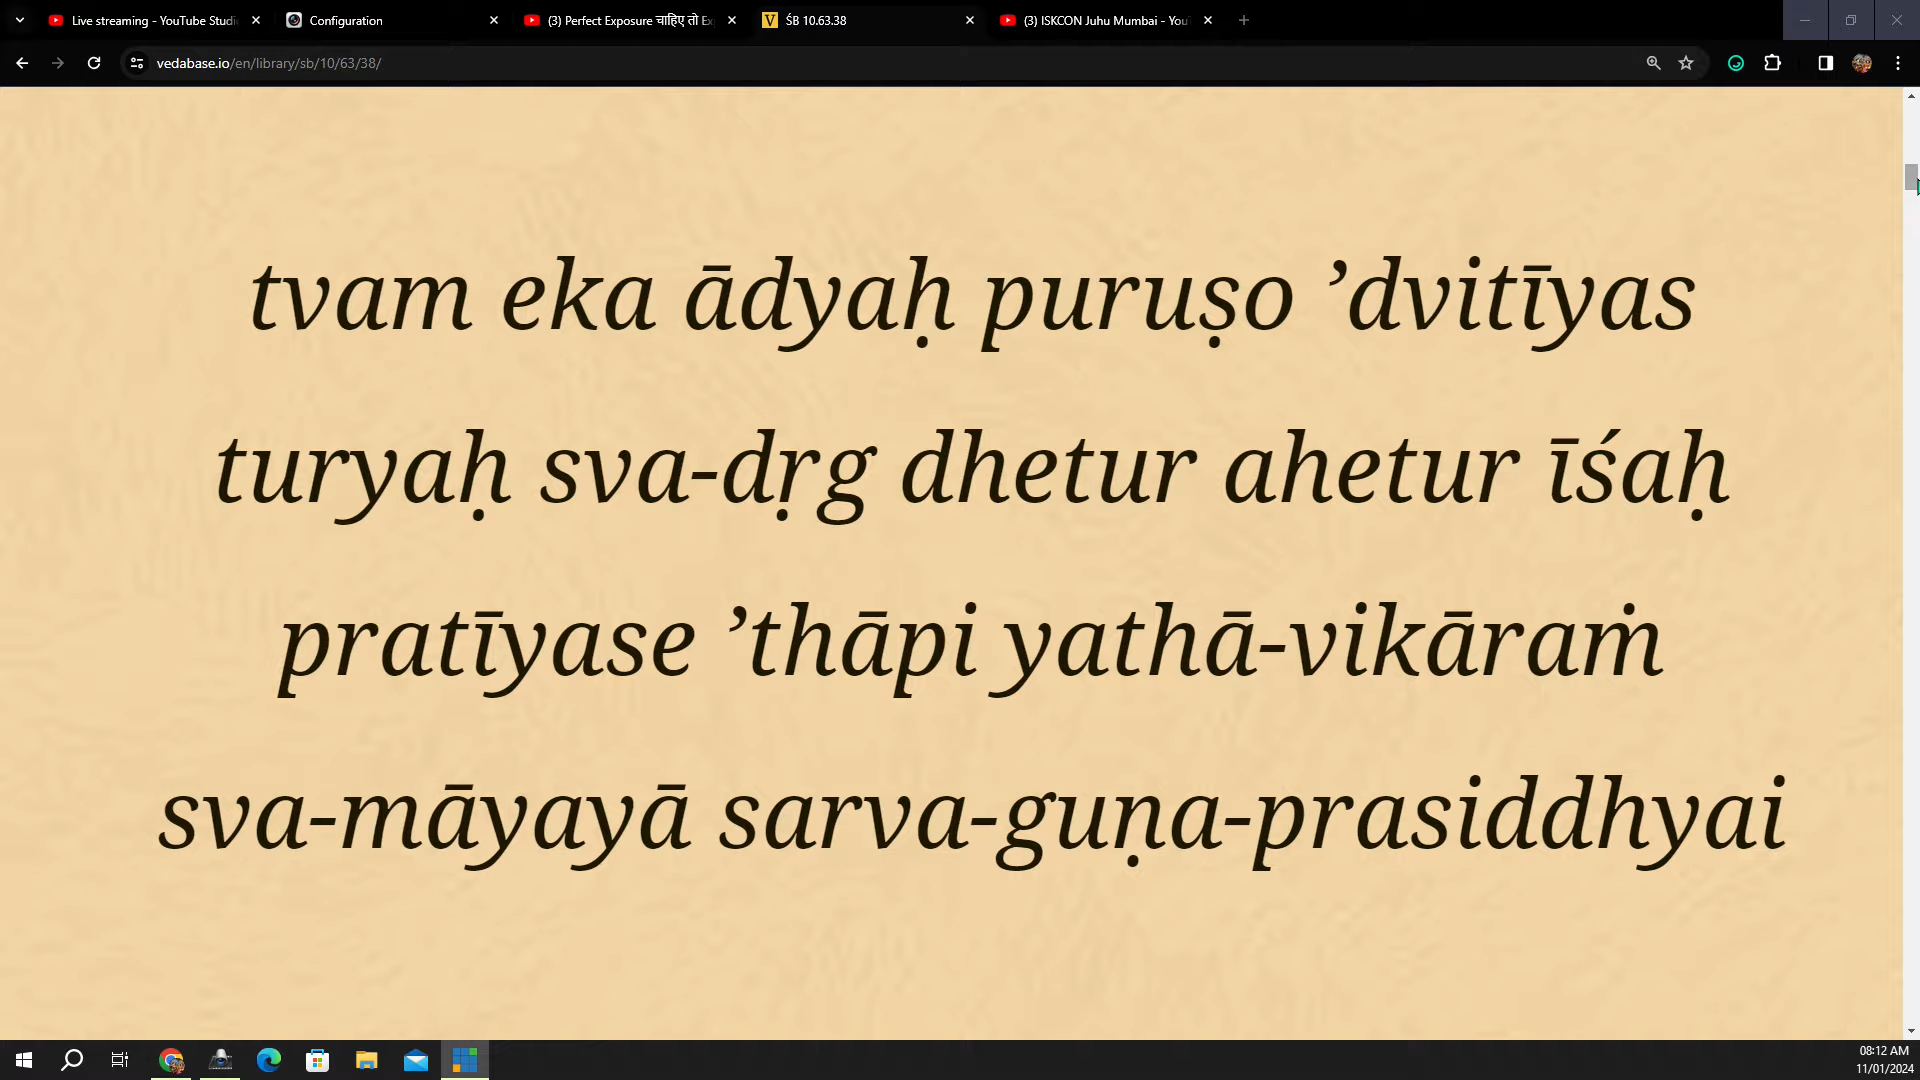 Live streaming - YouTube Studi
Configuration
(3) Perfect Exposure चाहिए तो Ex
ŚB 10.63.38
(3) ISKCON Juhu Mumbai - You
vedabase.io/en/library/sb/10/63/38/
tvam eka ādyaḥ puruṣo ’dvitīyas
turyaḥ sva-dṛg dhetur ahetur īśaḥ
pratīyase ’thāpi yathā-vikāraṁ
sva-māyayā sarva-guṇa-prasiddhyai
08:12 AM
11/01/2024